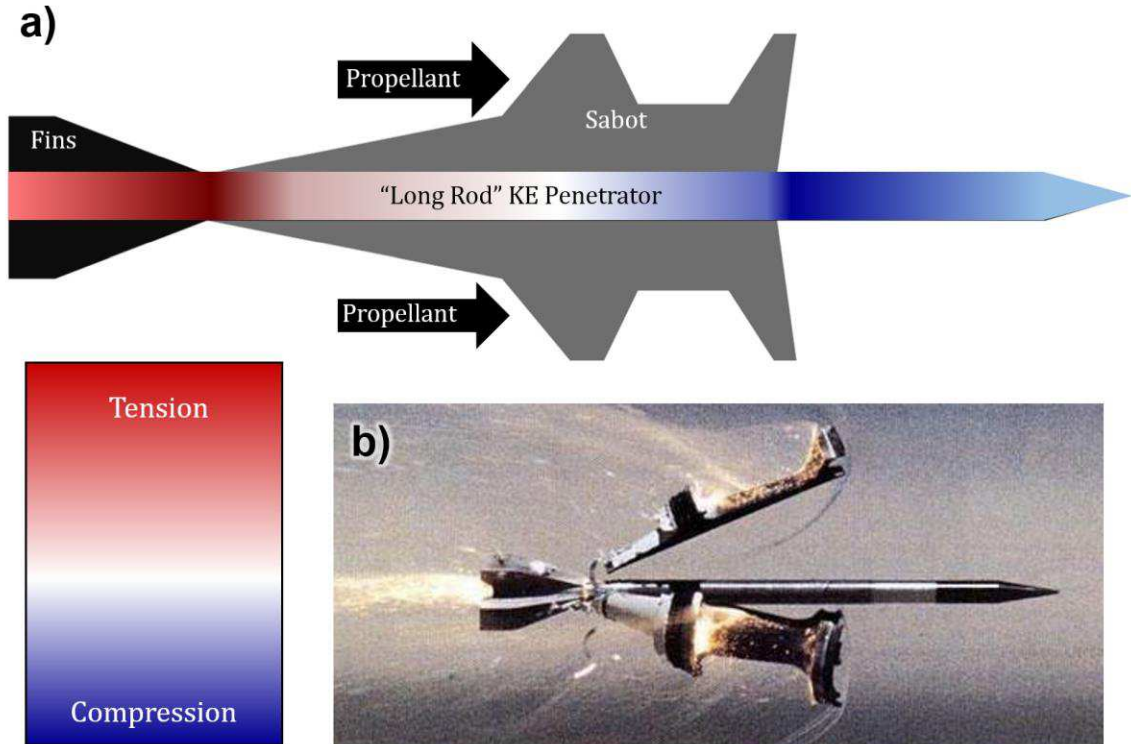 a)
Propellant
Fins
Sabot
“Long Rod” KE Penetrator
Propellant
Tension
Compression
b)